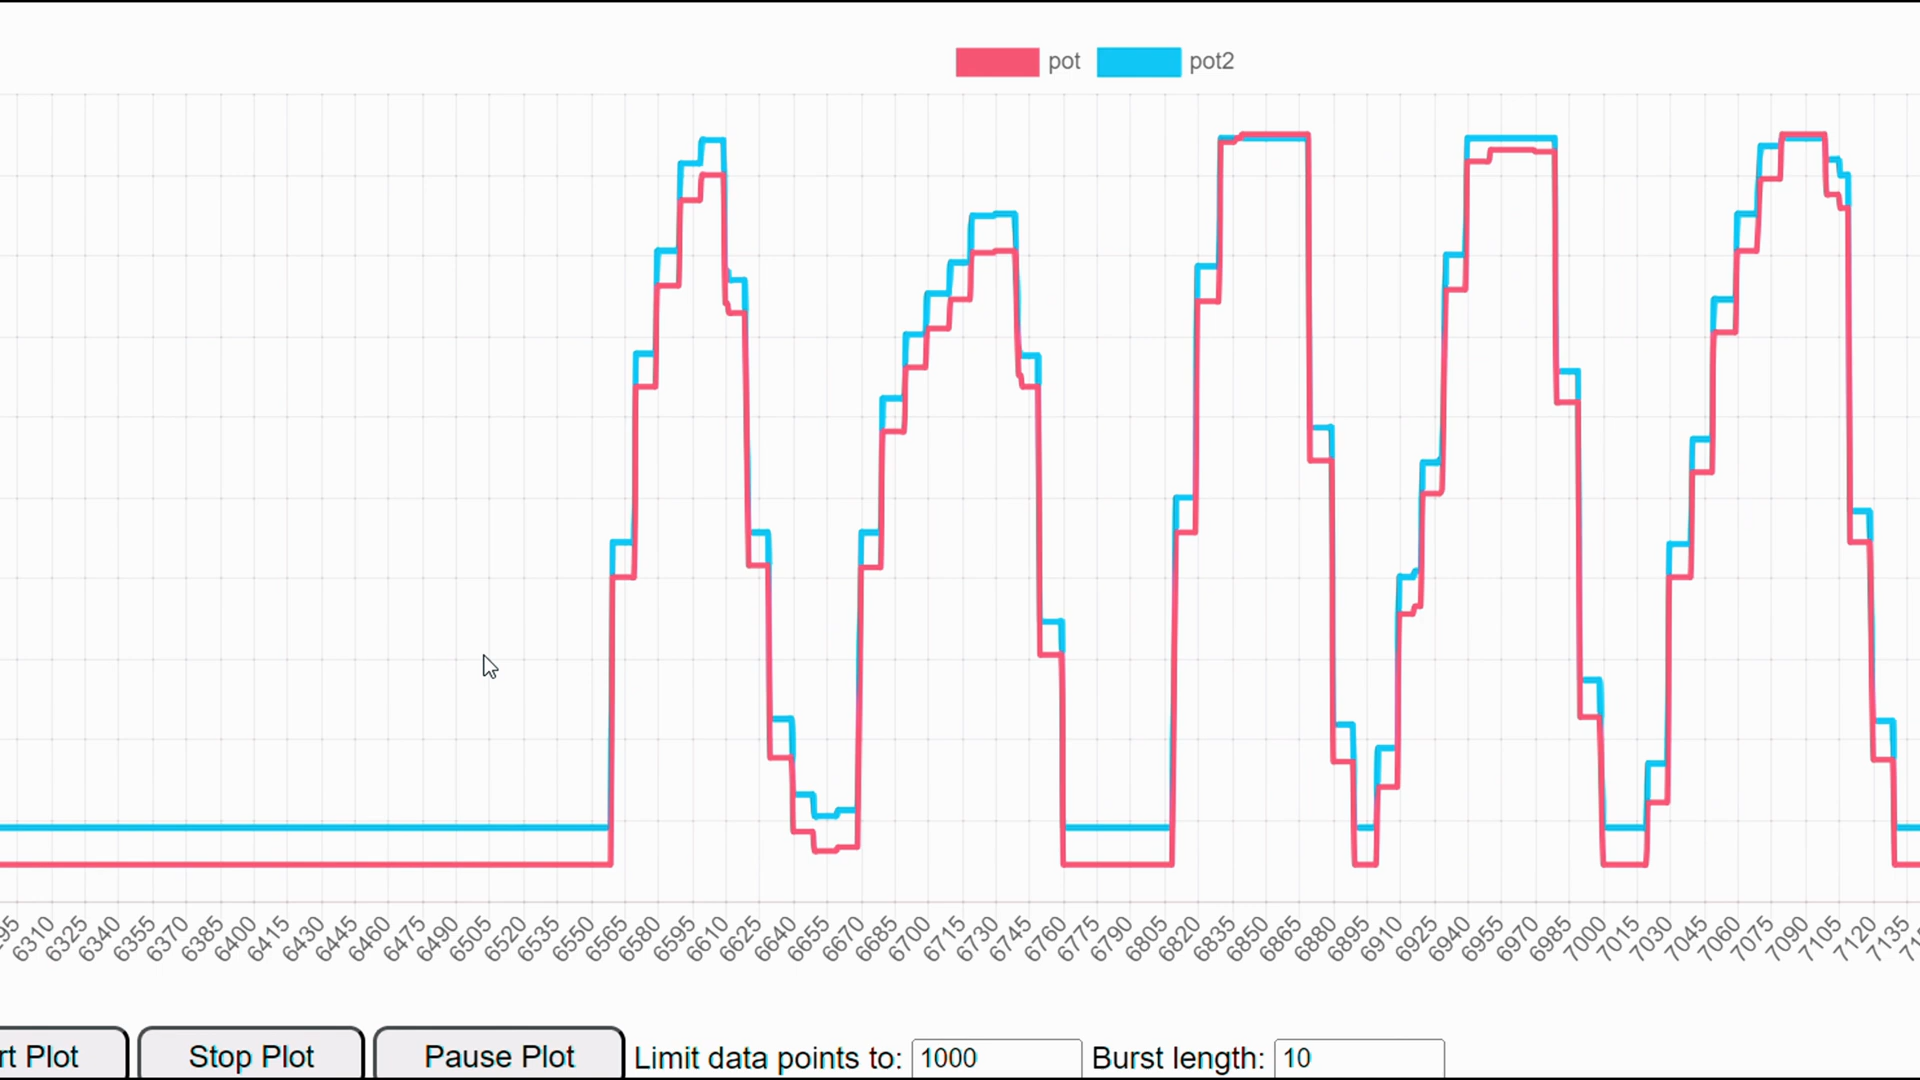 pot pot2
95 6310 6325 6340 6355 6370 6385 6400 6415 6430 6445 6460 6475 6490 6505 6520 6535 6550 6565 6580 6595 6610 6625 6640 6655 6670 6685 6700 6715 6730 6745 6760 6775 6790 6805 6820 6835 6850 6865 6880 6895 6910 6925 6940 6955 6970 6985 7000 7015 7030 7045 7060 7075 7090 7105 7120 7135
rt Plot Stop Plot Pause Plot Limit data points to: 1000 Burst length: 10